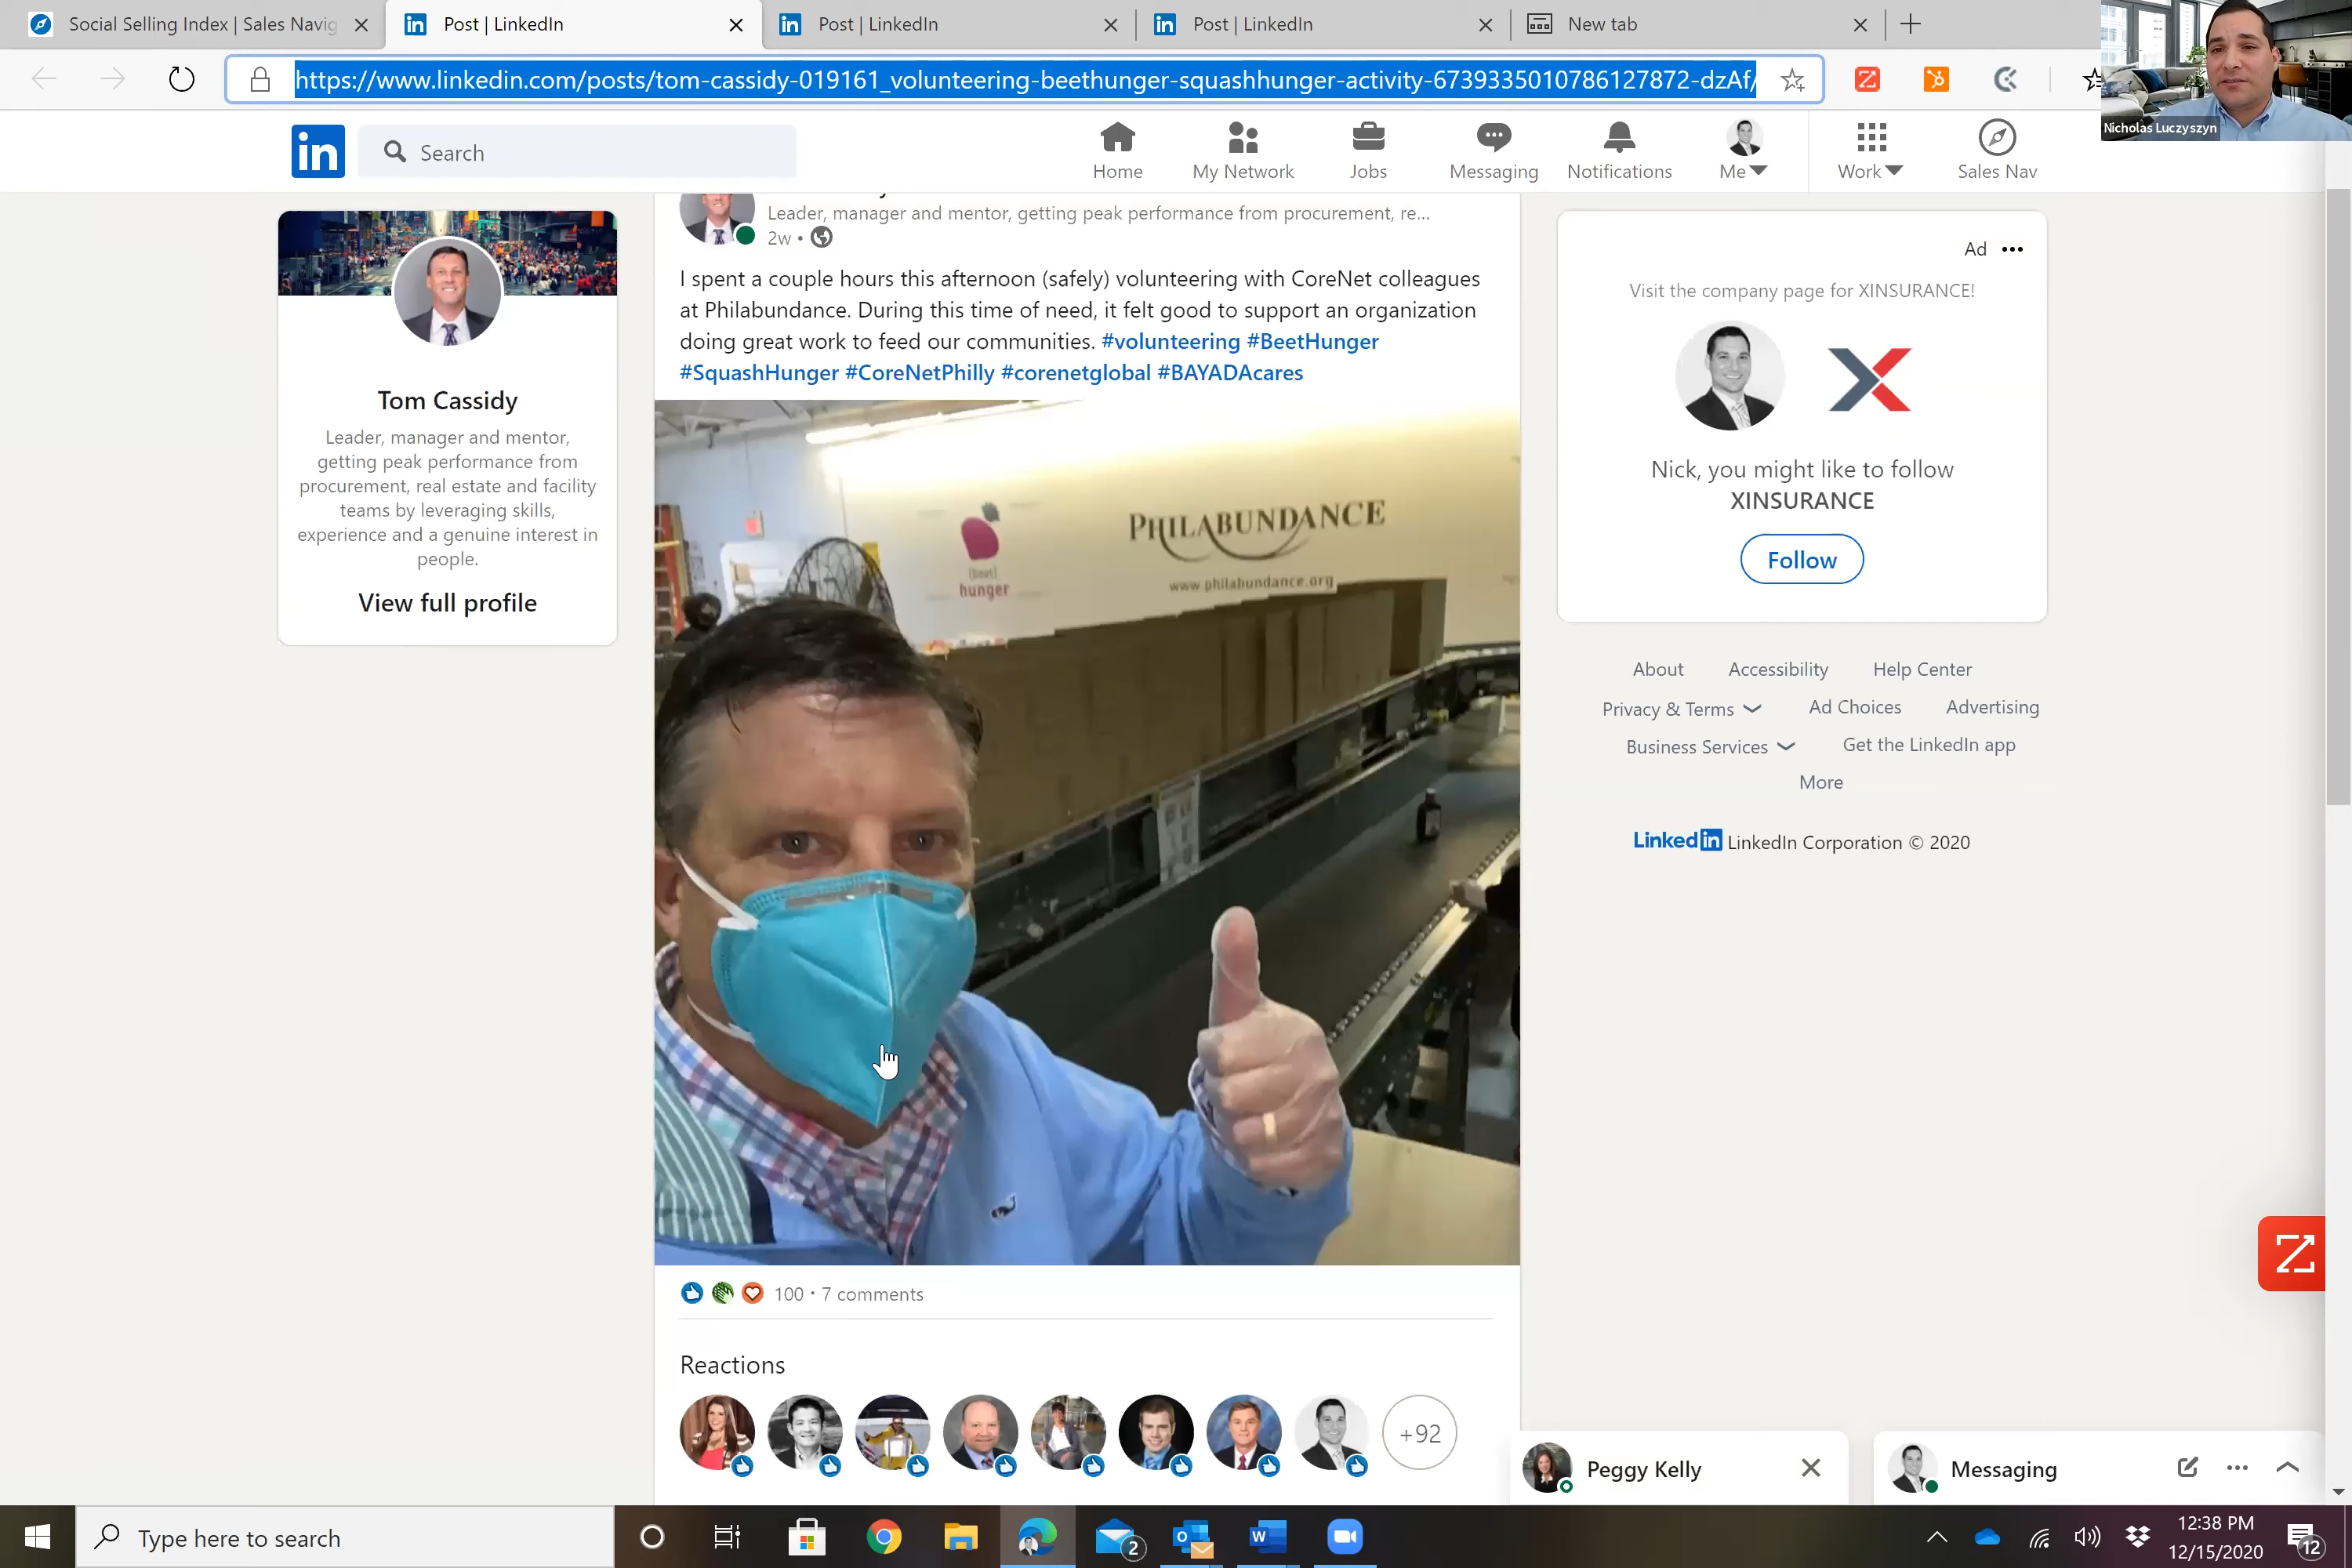 Social Selling Index | Sales Navig
Post | LinkedIn
Post | LinkedIn
Post | LinkedIn
New tab
https://www.linkedin.com/posts/tom-cassidy-019161_volunteering-beethunger-squashhunger-activity-6739335010786127872-dzAf/
Nicholas Luczyszyn
in
Search
Home
My Network
Jobs
Messaging
Notifications
Me
Work
Sales Nav
Tom Cassidy
Leader, manager and mentor,
getting peak performance from
procurement, real estate and facility
teams by leveraging skills,
experience and a genuine interest in
people.
View full profile
Leader, manager and mentor, getting peak performance from procurement, re...
2w •
I spent a couple hours this afternoon (safely) volunteering with CoreNet colleagues
at Philabundance. During this time of need, it felt good to support an organization
doing great work to feed our communities. #volunteering #BeetHunger
#SquashHunger #CoreNetPhilly #corenetglobal #BAYADAcares
(beet)
hunger
PHILABUNDANCE
www.philabundance.org
100 • 7 comments
Reactions
+92
Ad •••
Visit the company page for XINSURANCE!
Nick, you might like to follow
XINSURANCE
Follow
About Accessibility Help Center
Privacy & Terms Ad Choices Advertising
Business Services Get the LinkedIn app
More
LinkedIn LinkedIn Corporation © 2020
Peggy Kelly
Messaging
Type here to search
2
12:38 PM
12/15/2020
12